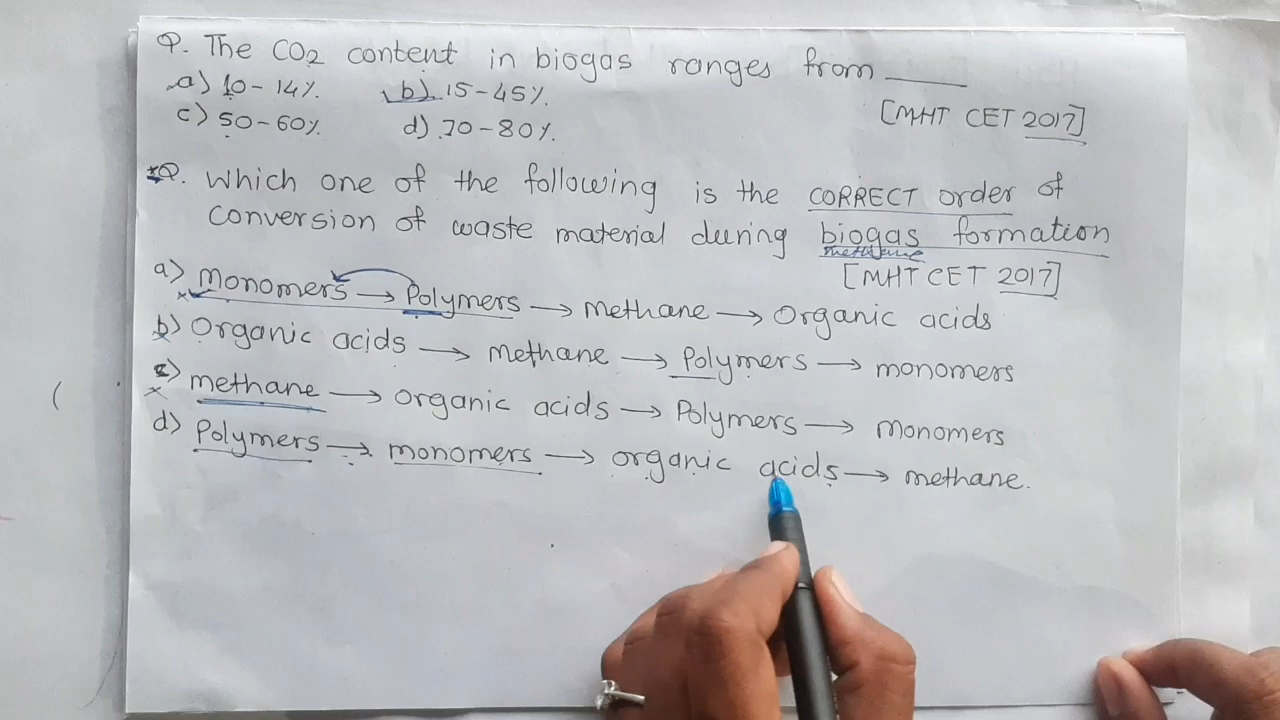 Q. The CO2 content in biogas ranges from ____
a) 10-14%. b) 15-45%.
[MHT CET 2017]
c) 50-60% d) 70-80%.
*Q. Which one of the following is the CORRECT order of
conversion of waste material during biogas formation
methane
[MHT CET 2017]
a) Monomers → Polymers → Methane → Organic acids
b) Organic acids → Methane → Polymers → monomers
c) methane → organic acids → Polymers → monomers
d) Polymers → monomers → organic acids → methane.